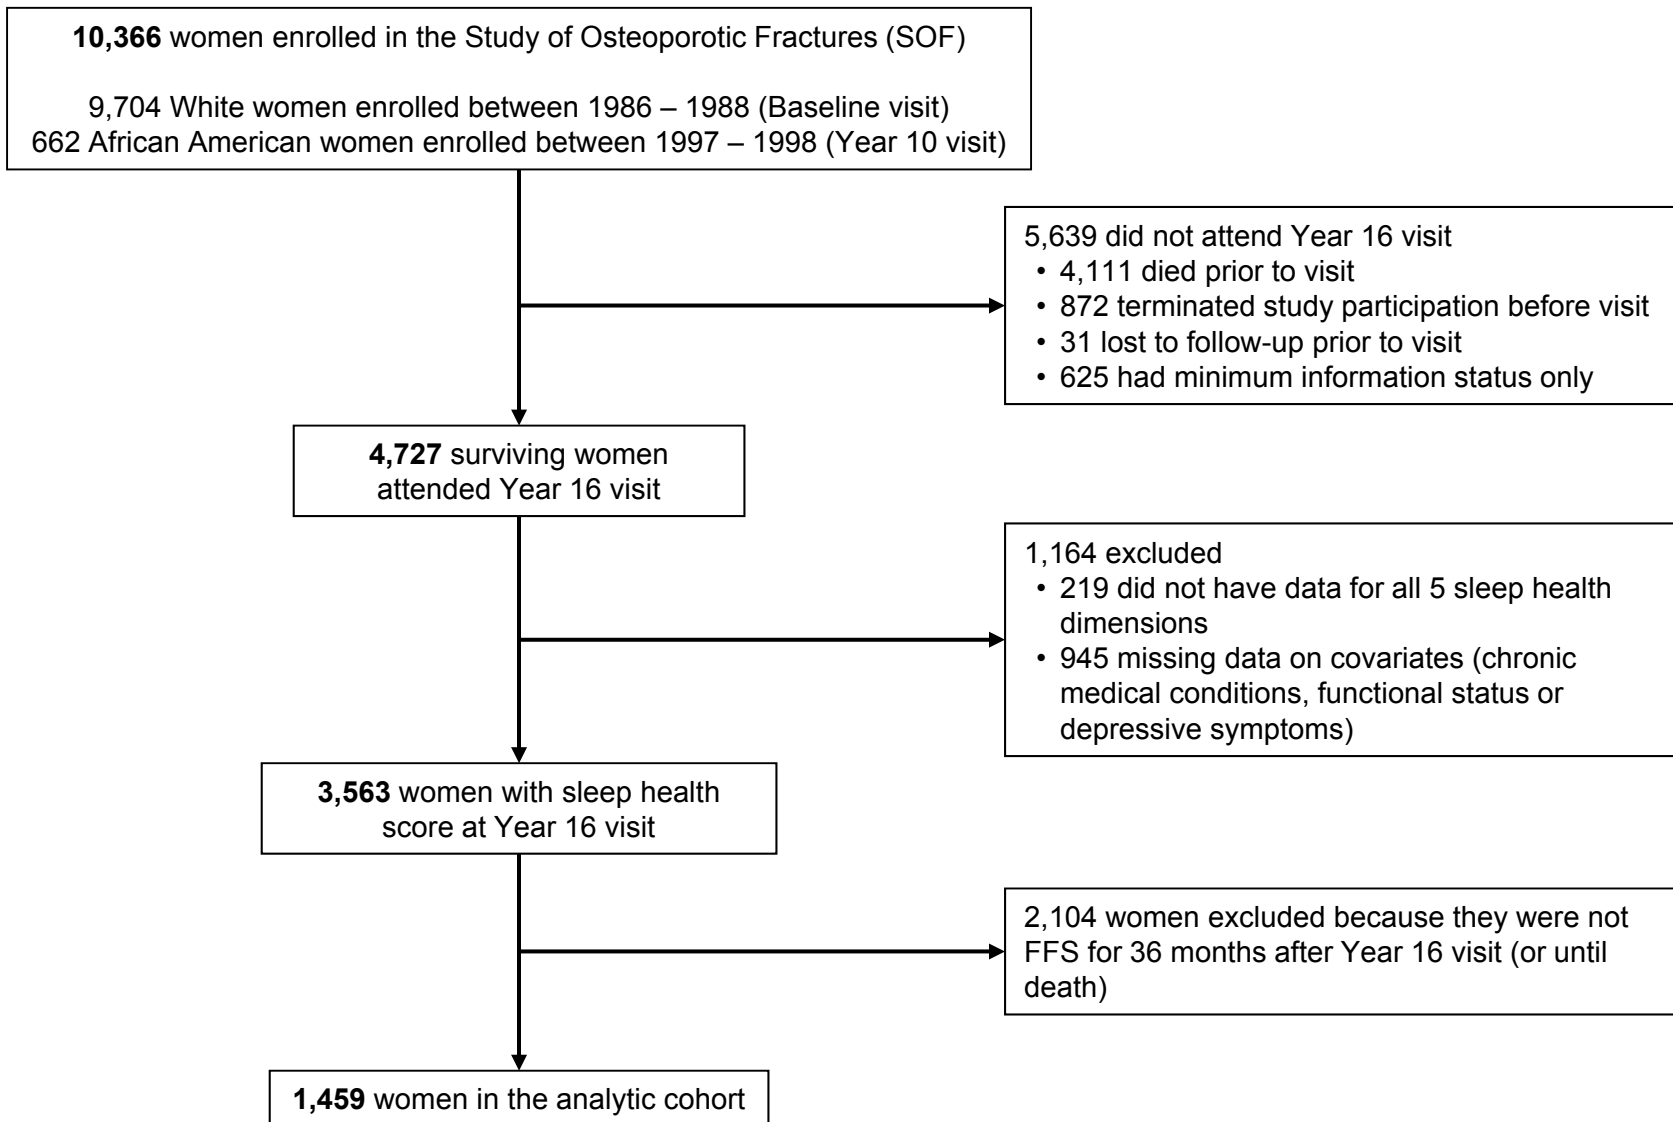 10,366 women enrolled in the Study of Osteoporotic Fractures (SOF)
9,704 White women enrolled between 1986 – 1988 (Baseline visit)
662 African American women enrolled between 1997 – 1998 (Year 10 visit)
5,639 did not attend Year 16 visit
• 4,111 died prior to visit
• 872 terminated study participation before visit
• 31 lost to follow-up prior to visit
• 625 had minimum information status only
4,727 surviving women
attended Year 16 visit
1,164 excluded
• 219 did not have data for all 5 sleep health
dimensions
• 945 missing data on covariates (chronic
medical conditions, functional status or
depressive symptoms)
3,563 women with sleep health
score at Year 16 visit
2,104 women excluded because they were not
FFS for 36 months after Year 16 visit (or until
death)
1,459 women in the analytic cohort